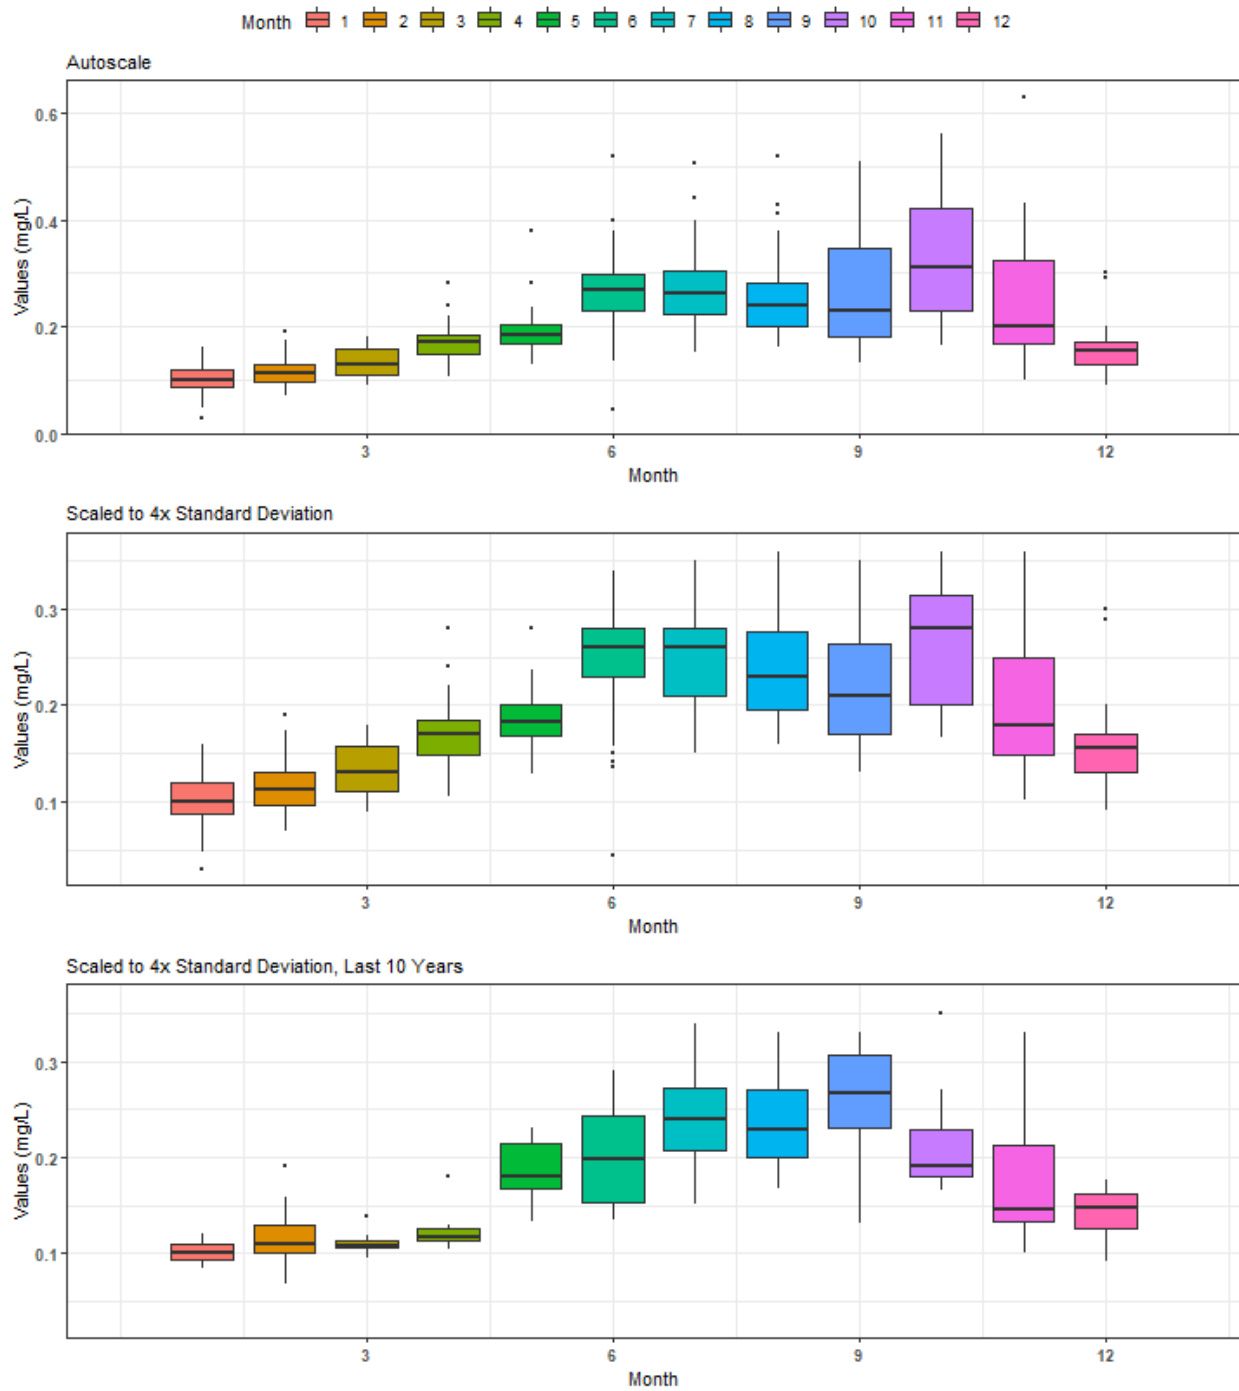 Month 1 2 3 4 5 6 7 8 9 10 11 12
Autoscale
Values (mg/L)
0.6
0.4
0.2
0.0
3 6 9 12
Month
Scaled to 4x Standard Deviation
Values (mg/L)
0.3
0.2
0.1
3 6 9 12
Month
Scaled to 4x Standard Deviation, Last 10 Years
Values (mg/L)
0.3
0.2
0.1
3 6 9 12
Month